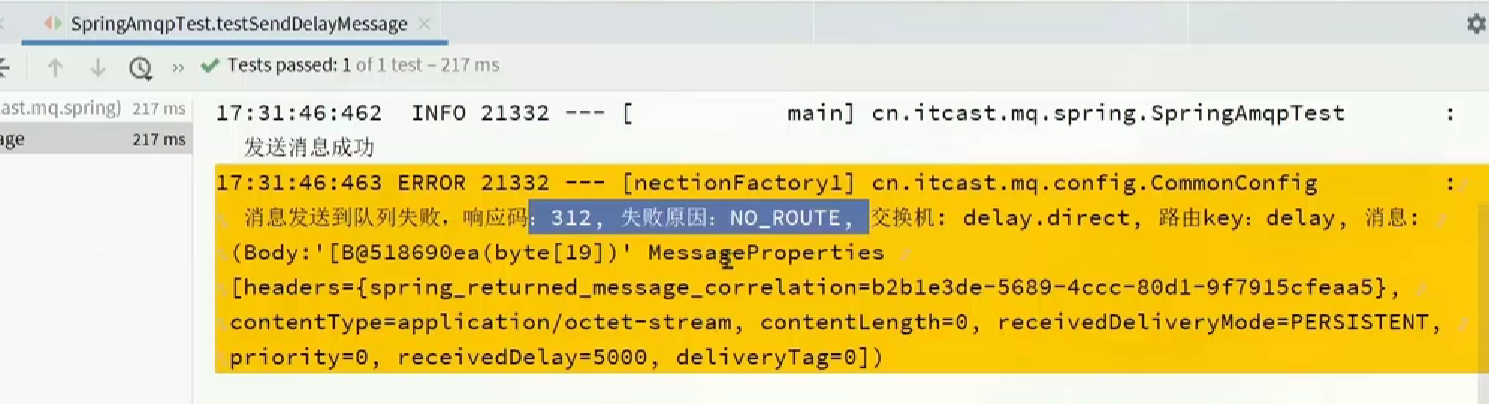 SpringAmqpTest.testSendDelayMessage
Tests passed: 1 of 1 test – 217 ms
ast.mq.spring) 217 ms
age 217 ms
17:31:46:462  INFO 21332 --- [           main] cn.itcast.mq.spring.SpringAmqpTest       :
发送消息成功
17:31:46:463 ERROR 21332 --- [nectionFactory1] cn.itcast.mq.config.CommonConfig         :
消息发送到队列失败，响应码：312, 失败原因：NO_ROUTE, 交换机: delay.direct, 路由key：delay, 消息:
(Body:'[B@518690ea(byte[19])' MessageProperties
[headers={spring_returned_message_correlation=b2b1e3de-5689-4ccc-80d1-9f7915cfeaa5},
contentType=application/octet-stream, contentLength=0, receivedDeliveryMode=PERSISTENT,
priority=0, receivedDelay=5000, deliveryTag=0])